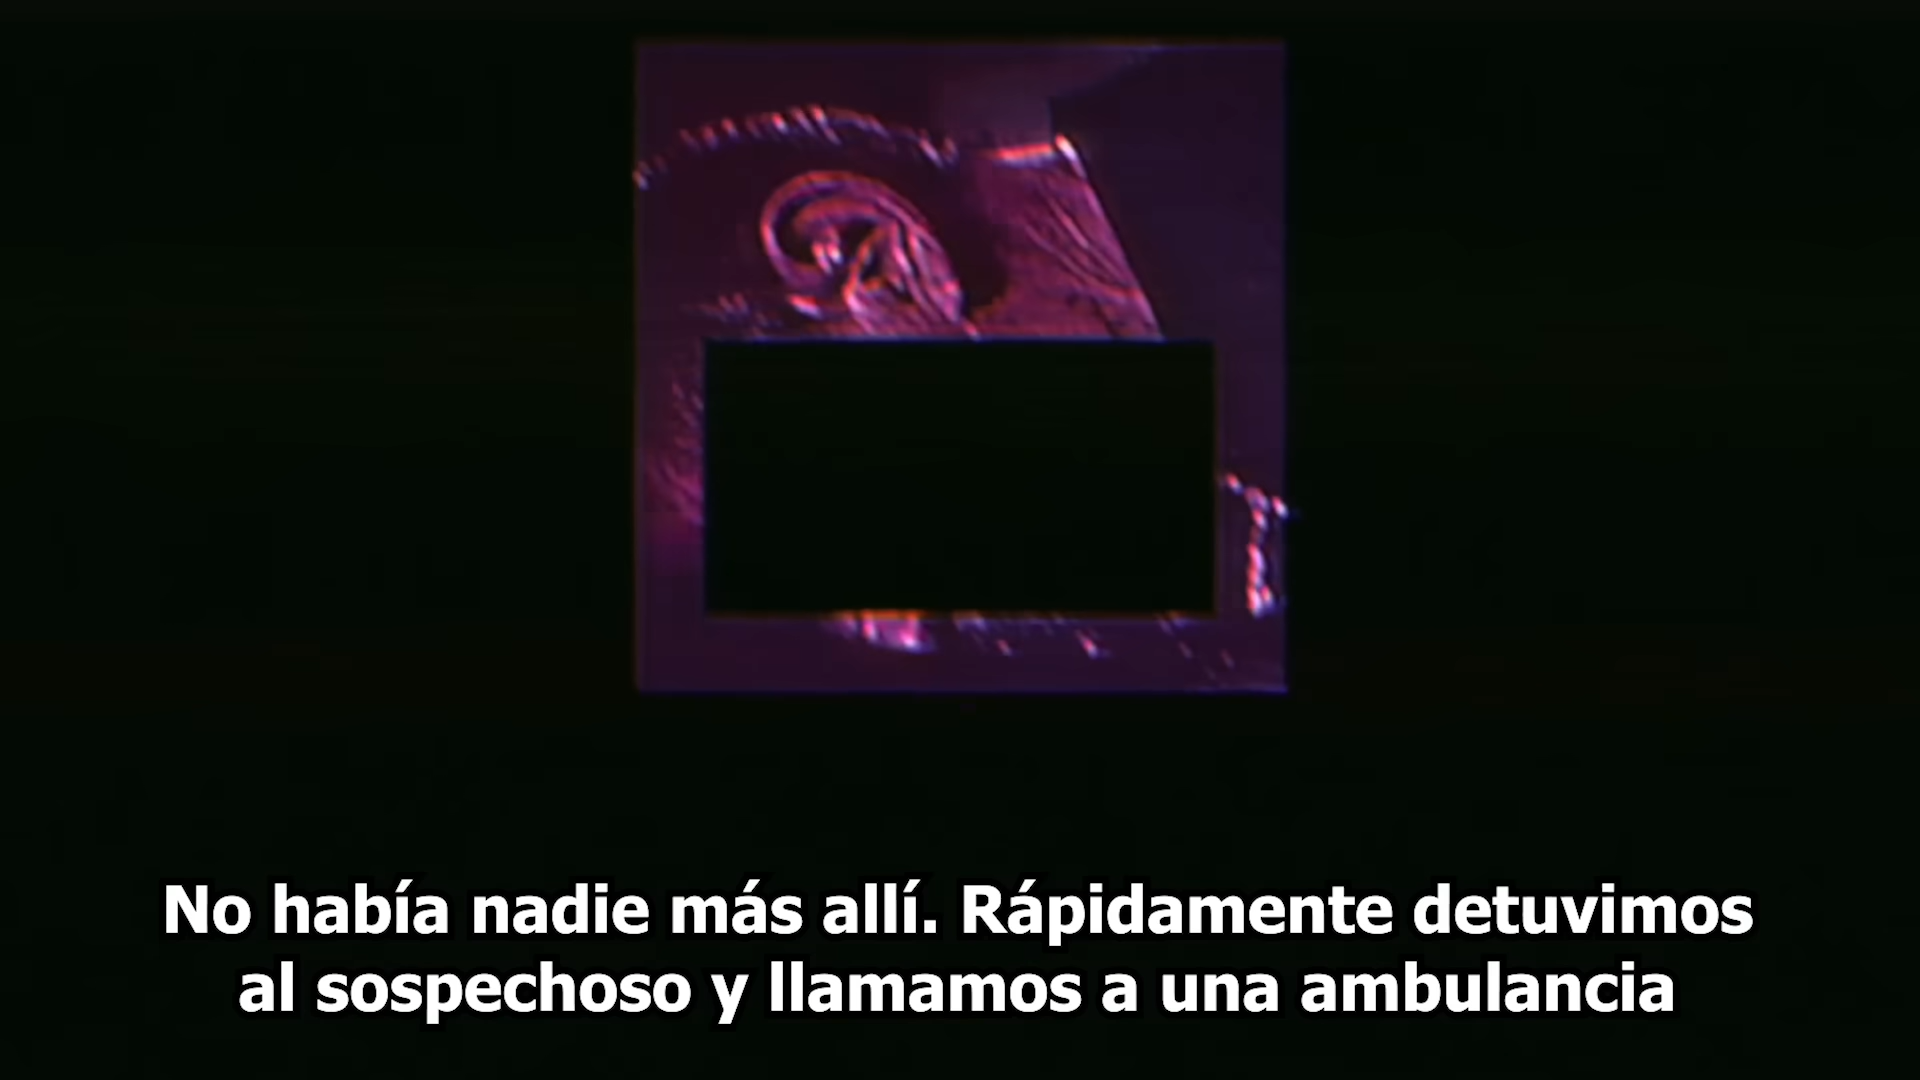 No había nadie más allí. Rápidamente detuvimos
al sospechoso y llamamos a una ambulancia